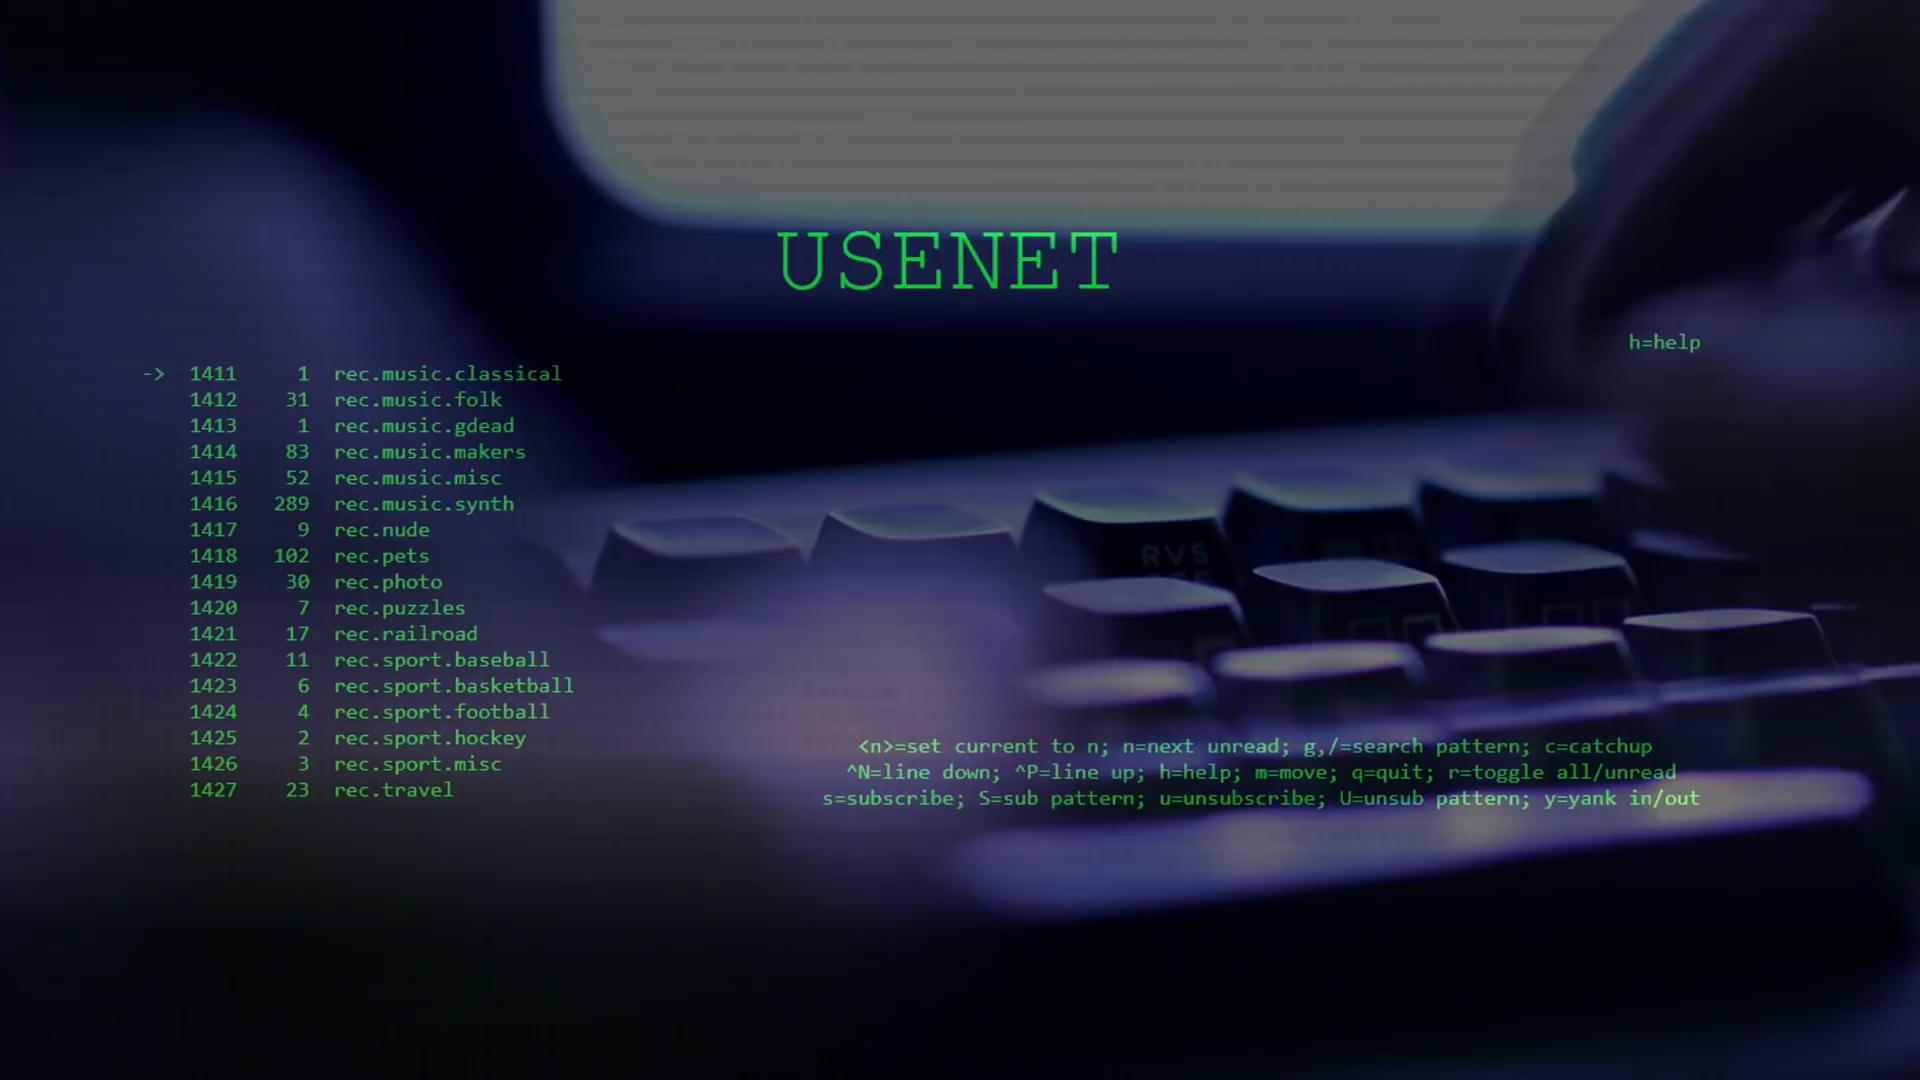 USENET
h=help
-> 1411 1 rec.music.classical
1412 31 rec.music.folk
1413 1 rec.music.gdead
1414 83 rec.music.makers
1415 52 rec.music.misc
1416 289 rec.music.synth
1417 9 rec.nude
1418 102 rec.pets
1419 30 rec.photo
1420 7 rec.puzzles
1421 17 rec.railroad
1422 11 rec.sport.baseball
1423 6 rec.sport.basketball
1424 4 rec.sport.football
1425 2 rec.sport.hockey
1426 3 rec.sport.misc
1427 23 rec.travel
RVS
<n>=set current to n; n=next unread; g,/=search pattern; c=catchup
^N=line down; ^P=line up; h=help; m=move; q=quit; r=toggle all/unread
s=subscribe; S=sub pattern; u=unsubscribe; U=unsub pattern; y=yank in/out